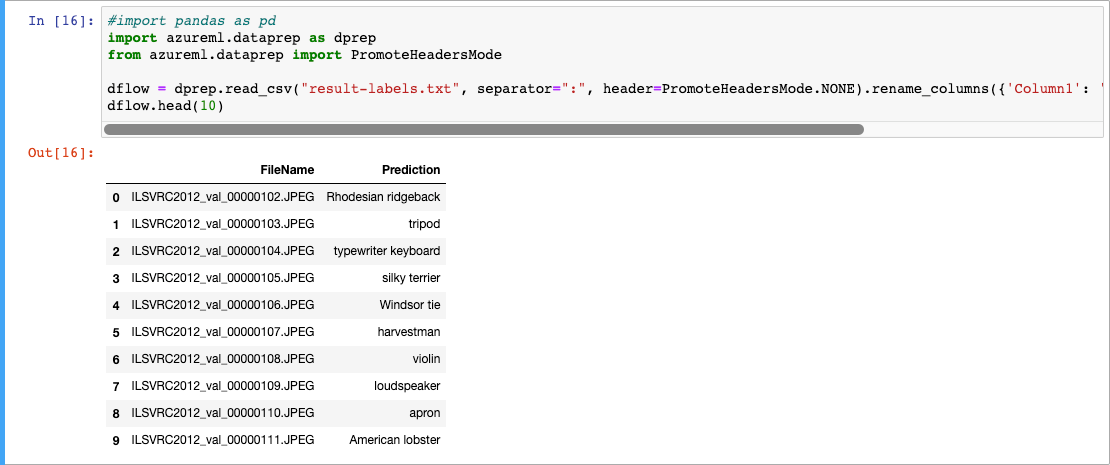 In [16]:
#import pandas as pd
import azureml.dataprep as dprep
from azureml.dataprep import PromoteHeadersMode
dflow = dprep.read_csv("result-labels.txt", separator=":", header=PromoteHeadersMode.NONE).rename_columns({'Column1': '
dflow.head(10)
Out[16]:
FileName Prediction
0 ILSVRC2012_val_00000102.JPEG Rhodesian ridgeback
1 ILSVRC2012_val_00000103.JPEG tripod
2 ILSVRC2012_val_00000104.JPEG typewriter keyboard
3 ILSVRC2012_val_00000105.JPEG silky terrier
4 ILSVRC2012_val_00000106.JPEG Windsor tie
5 ILSVRC2012_val_00000107.JPEG harvestman
6 ILSVRC2012_val_00000108.JPEG violin
7 ILSVRC2012_val_00000109.JPEG loudspeaker
8 ILSVRC2012_val_00000110.JPEG apron
9 ILSVRC2012_val_00000111.JPEG American lobster